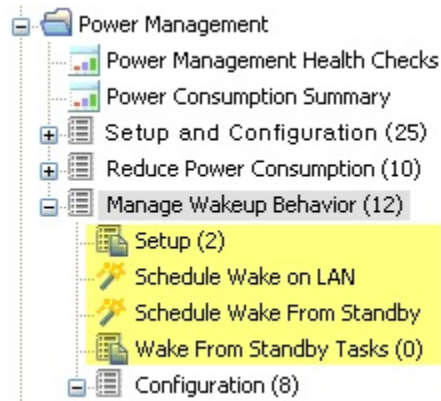 Power Management
Power Management Health Checks
Power Consumption Summary
Setup and Configuration (25)
Reduce Power Consumption (10)
Manage Wakeup Behavior (12)
Setup (2)
Schedule Wake on LAN
Schedule Wake From Standby
Wake From Standby Tasks (0)
Configuration (8)